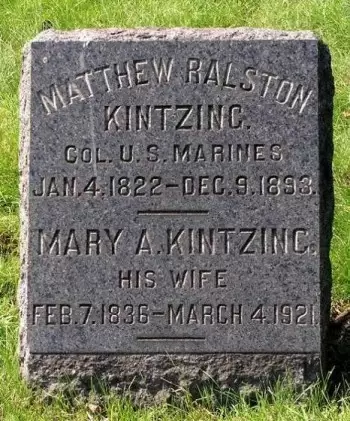 MATTHEW RALSTON
KINTZING.
COL. U.S. MARINES
JAN. 4. 1822 – DEC. 9. 1893.
MARY A. KINTZING.
HIS WIFE
FEB. 7. 1836 – MARCH 4. 1921.